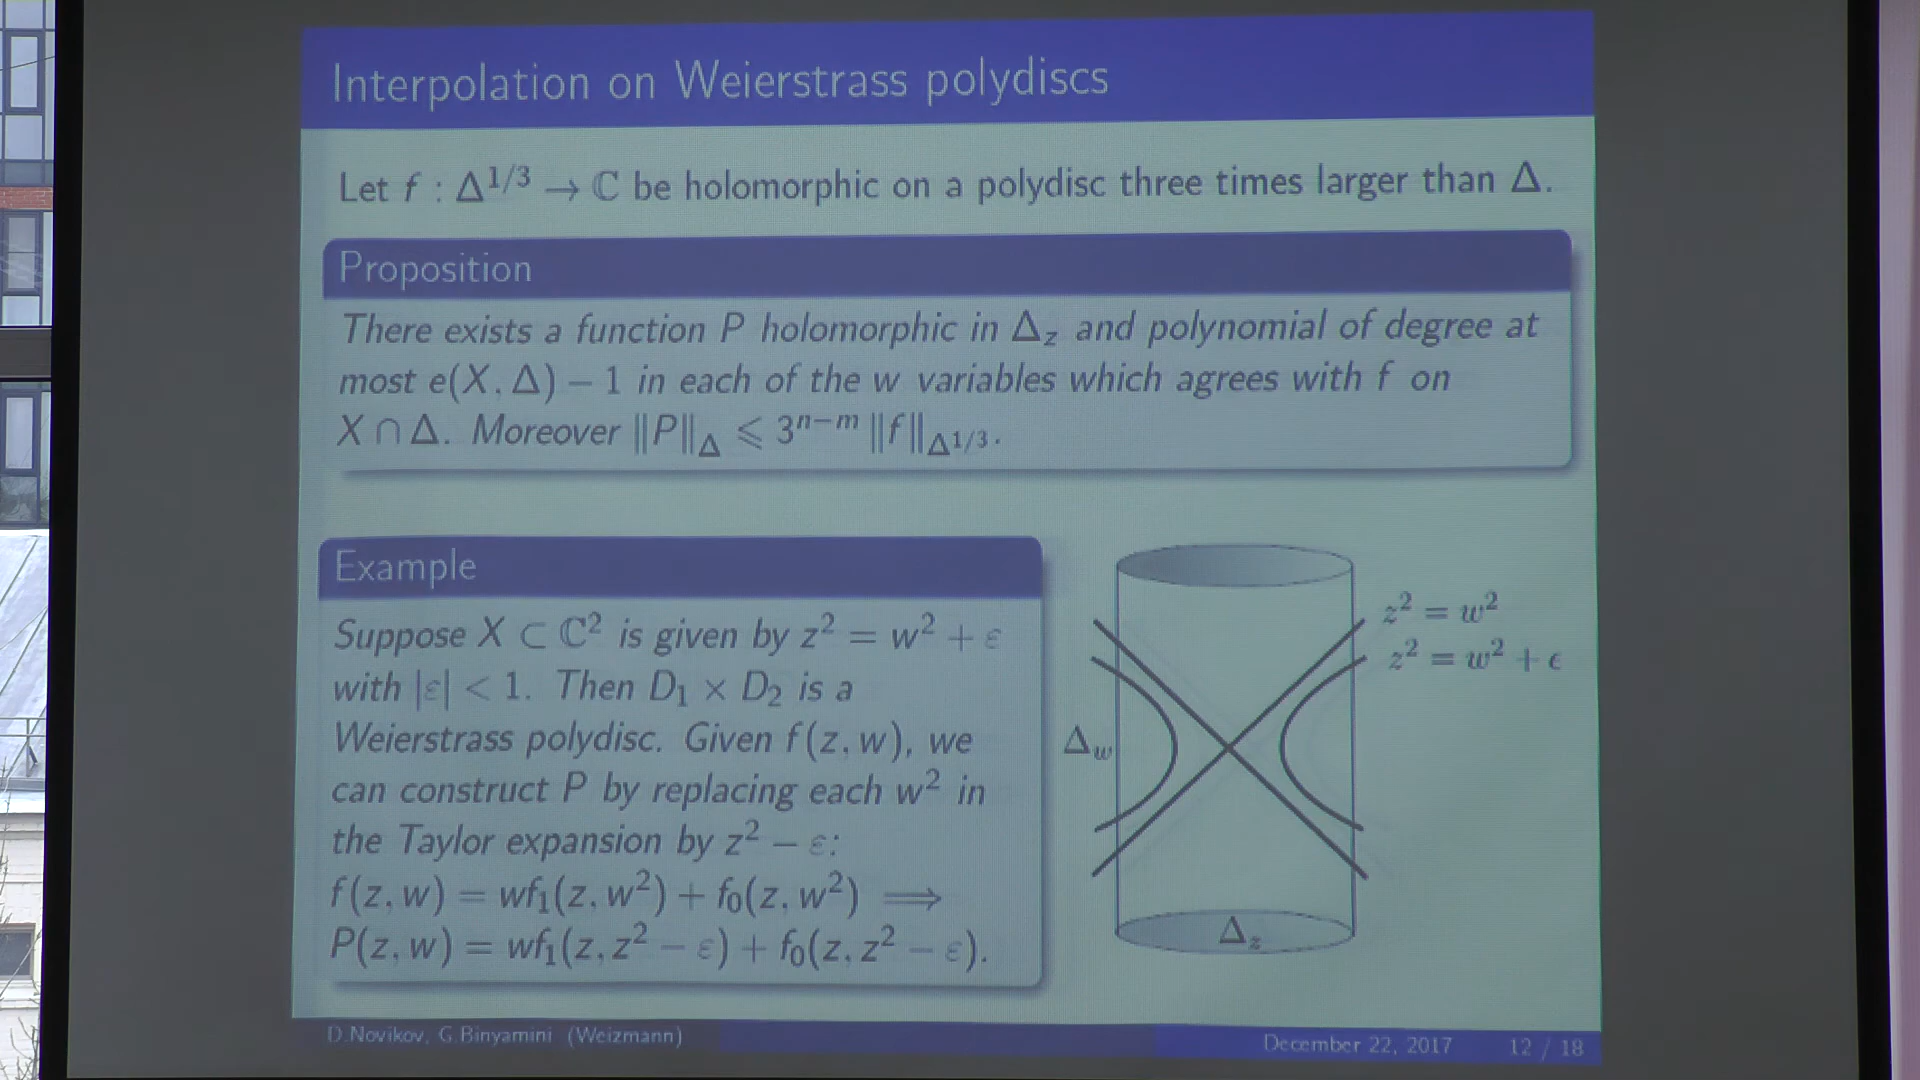 Interpolation on Weierstrass polydiscs
Let f : Δ^{1/3} → ℂ be holomorphic on a polydisc three times larger than Δ.
Proposition
There exists a function P holomorphic in Δ_z and polynomial of degree at
most e(X, Δ) − 1 in each of the w variables which agrees with f on
X ∩ Δ. Moreover ‖P‖_Δ ⩽ 3^{n−m} ‖f‖_{Δ^{1/3}}.
Example
Suppose X ⊂ ℂ² is given by z² = w² + ε
with |ε| < 1. Then D₁ × D₂ is a
Weierstrass polydisc. Given f(z, w), we
can construct P by replacing each w² in
the Taylor expansion by z² − ε:
f(z, w) = wf₁(z, w²) + f₀(z, w²) ⟹
P(z, w) = wf₁(z, z² − ε) + f₀(z, z² − ε).
z² = w²
z² = w² + ϵ
Δ_w
Δ_z
D.Novikov, G.Binyamini (Weizmann)
December 22, 2017 12 / 18